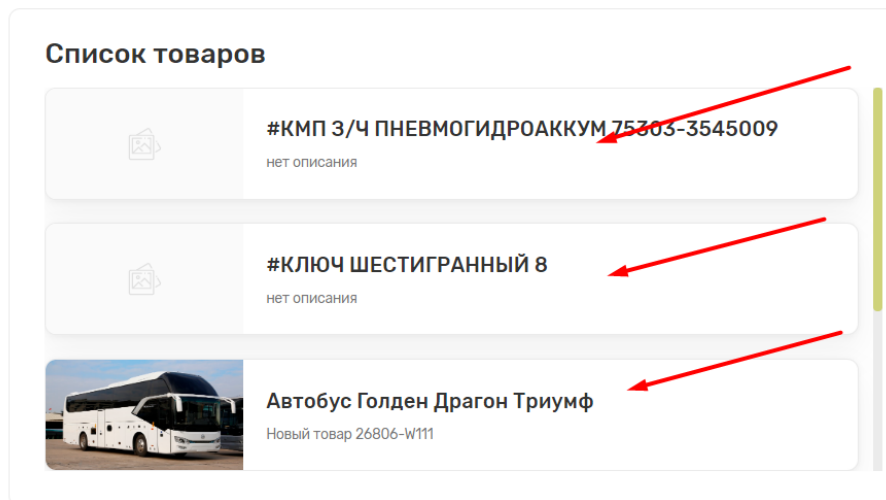 Список товаров
#КМП З/Ч ПНЕВМОГИДРОАККУМ 75303-3545009
нет описания
#КЛЮЧ ШЕСТИГРАННЫЙ 8
нет описания
Автобус Голден Драгон Триумф
Новый товар 26806-W111